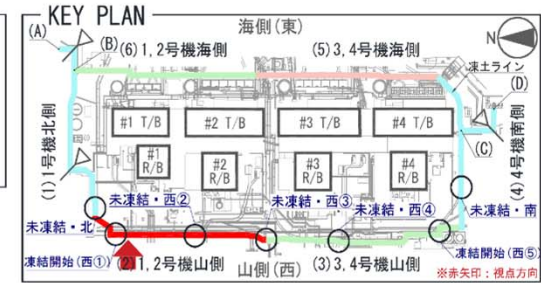 KEY PLAN
海側(東)
(A)
(B)
(6)1,2号機海側
(5)3,4号機海側
N
凍土ライン
(D)
#1 T/B
#2 T/B
#3 T/B
#4 T/B
(C)
(1)1号機北側
#1
R/B
#2
R/B
#3
R/B
#4
R/B
(4)4号機南側
未凍結・西②
未凍結・西③
未凍結・西④
未凍結・北
未凍結・南
凍結開始(西①)
(2)1,2号機山側
山側(西)
(3)3,4号機山側
凍結開始(西⑤)
※赤矢印:視点方向